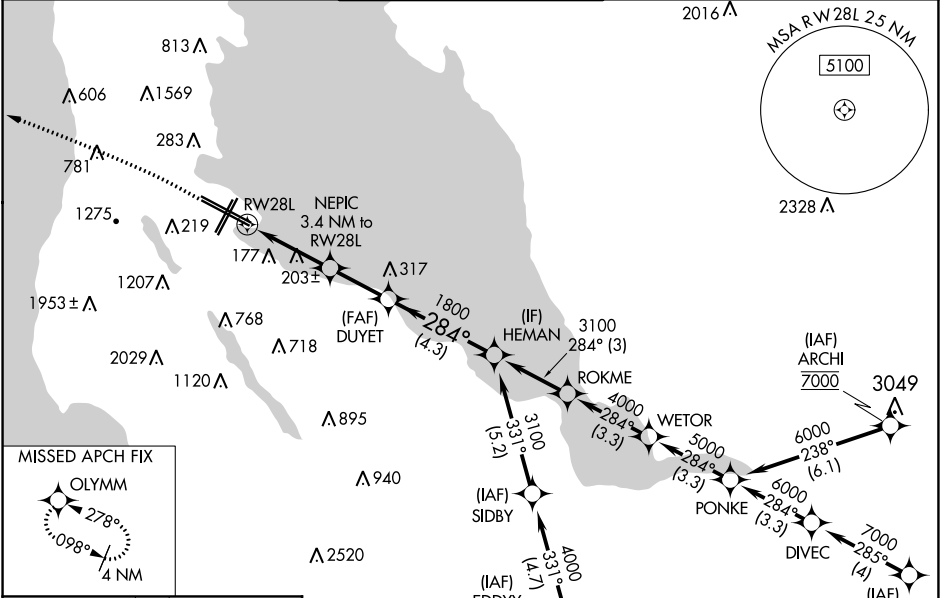 2016
MSA RW 28L 25 NM
5100
813
606
1569
283
781
2328
1275
219
RW28L
NEPIC
3.4 NM to
RW28L
177
203±
317
1207
1953±
(FAF)
DUYET
1800
284°
(4.3)
(IF)
HEMAN
3100
284° (3)
768
718
2029
1120
ROKME
(IAF)
ARCHI
7000
3049
895
4000
284°
(3.3)
WETOR
3100
331°
(5.2)
5000
284°
(3.3)
6000
238°
(6.1)
MISSED APCH FIX
OLYMM
278°
098°
4 NM
940
(IAF)
SIDBY
PONKE
6000
284°
(3.3)
DIVEC
7000
285°
(4)
2520
4000
331°
(4.7)
(IAF)
(IAF)